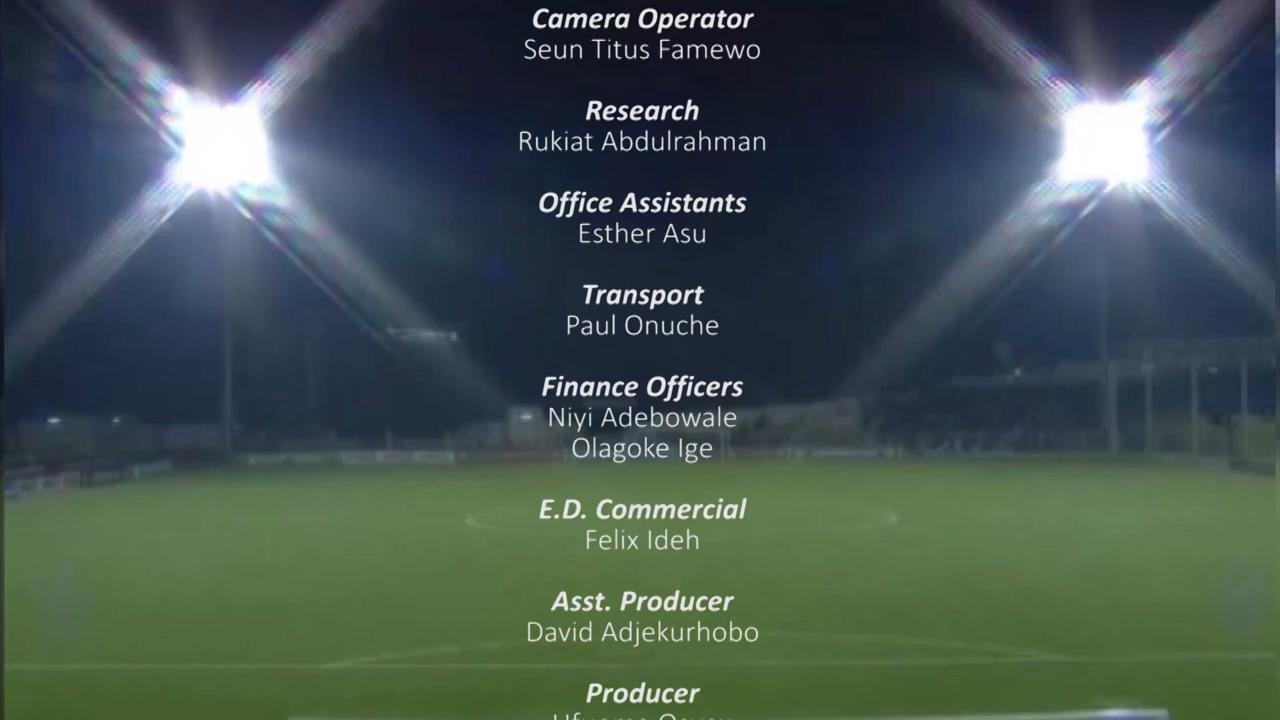 Camera Operator
Seun Titus Famewo
Research
Rukiat Abdulrahman
Office Assistants
Esther Asu
Transport
Paul Onuche
Finance Officers
Niyi Adebowale
Olagoke Ige
E.D. Commercial
Felix Ideh
Asst. Producer
David Adjekurhobo
Producer